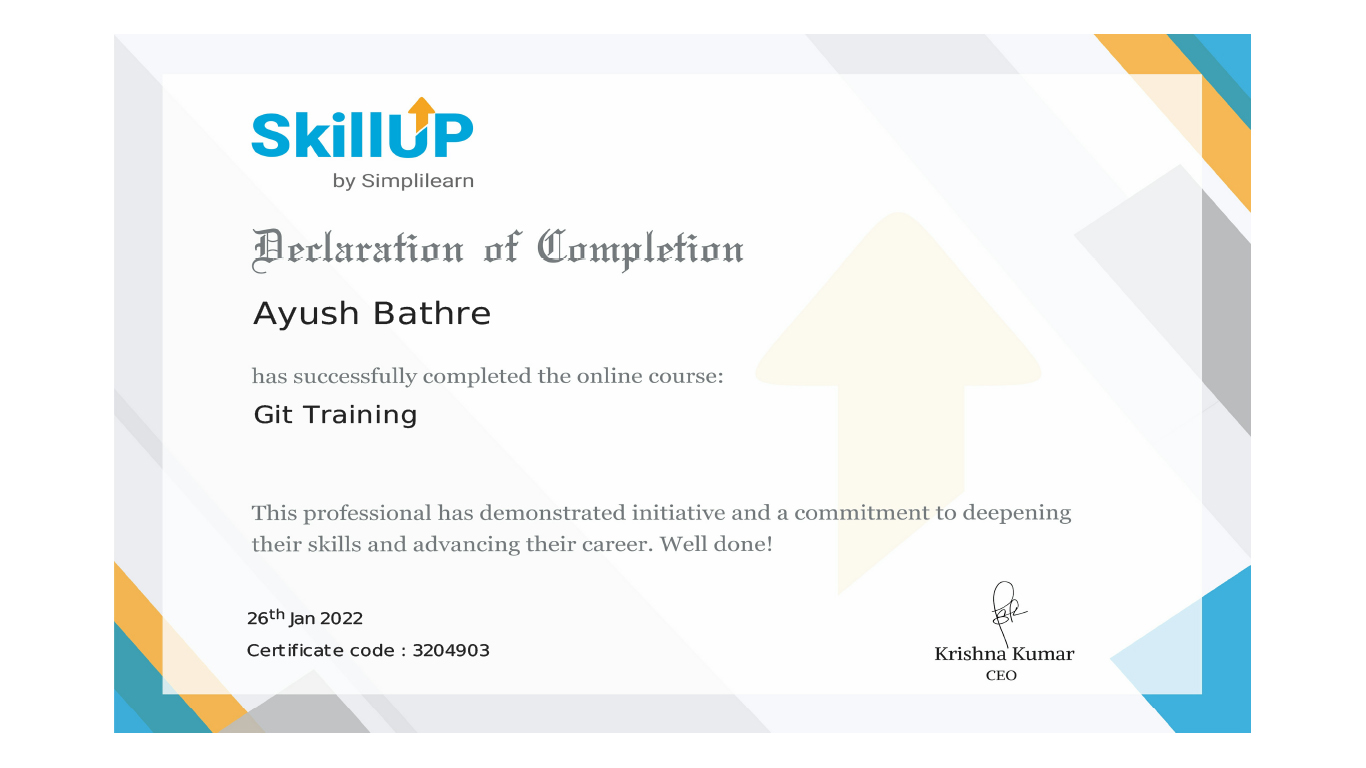 SkillUP
by Simplilearn
Declaration of Completion
Ayush Bathre
has successfully completed the online course:
Git Training
This professional has demonstrated initiative and a commitment to deepening
their skills and advancing their career. Well done!
26th Jan 2022
Certificate code : 3204903
Krishna Kumar
CEO